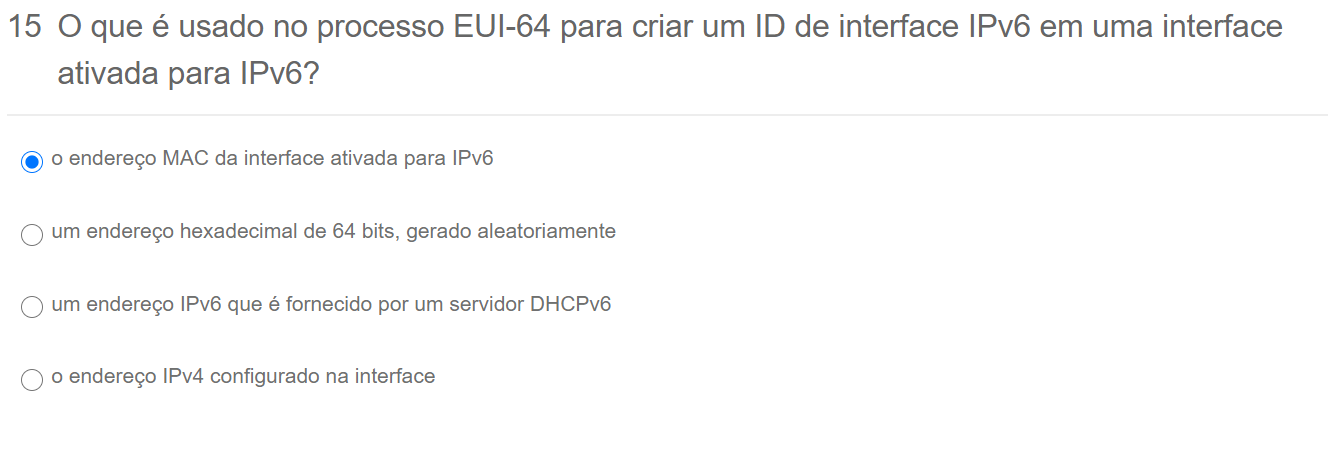 15 O que é usado no processo EUI-64 para criar um ID de interface IPv6 em uma interface
ativada para IPv6?
o endereço MAC da interface ativada para IPv6
um endereço hexadecimal de 64 bits, gerado aleatoriamente
um endereço IPv6 que é fornecido por um servidor DHCPv6
o endereço IPv4 configurado na interface